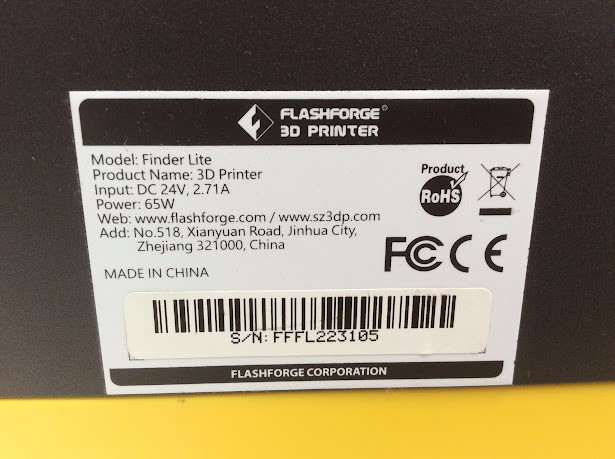 FLASHFORGE®
3D PRINTER
Model: Finder Lite
Product Name: 3D Printer
Input: DC 24V, 2.71A
Power: 65W
Web: www.flashforge.com / www.sz3dp.com
Add: No.518, Xianyuan Road, Jinhua City,
Zhejiang 321000, China
MADE IN CHINA
Product
RoHS
FC CE
S/N: FFFL223105
FLASHFORGE CORPORATION